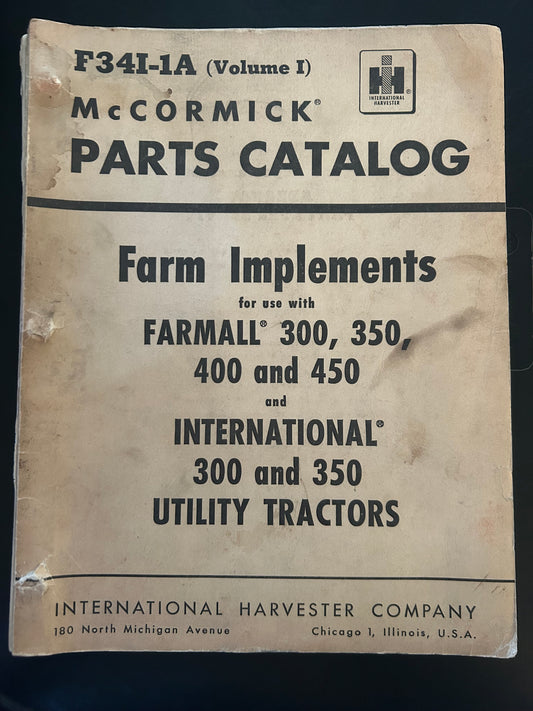 F34I-1A (Volume I)
IH
®
INTERNATIONAL
HARVESTER
McCORMICK®
PARTS CATALOG
Farm Implements
for use with
FARMALL® 300, 350,
400 and 450
and
INTERNATIONAL®
300 and 350
UTILITY TRACTORS
INTERNATIONAL HARVESTER COMPANY
180 North Michigan Avenue Chicago 1, Illinois, U.S.A.